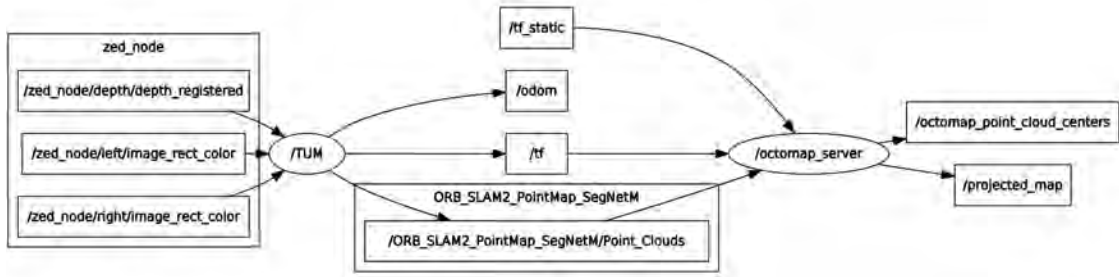 zed_node
/zed_node/depth/depth_registered
/zed_node/left/image_rect_color
/zed_node/right/image_rect_color
/TUM
/tf_static
/odom
/tf
ORB_SLAM2_PointMap_SegNetM
/ORB_SLAM2_PointMap_SegNetM/Point_Clouds
/octomap_server
/octomap_point_cloud_centers
/projected_map